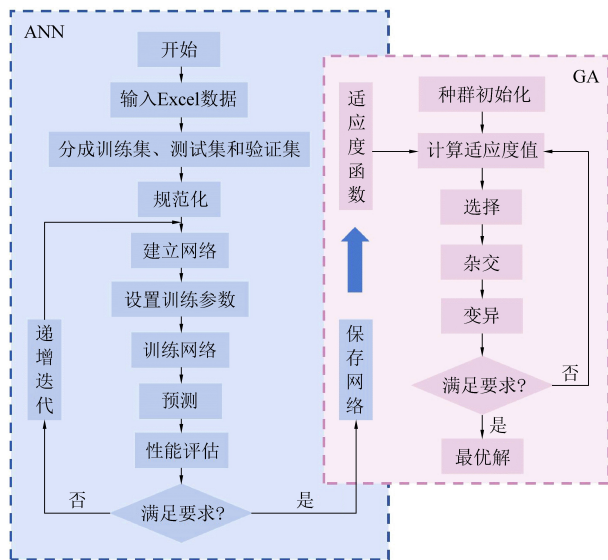 ANN
开始
输入Excel数据
分成训练集、测试集和验证集
规范化
建立网络
设置训练参数
训练网络
预测
性能评估
满足要求?
否
是
递增迭代
保存网络
GA
适应度函数
种群初始化
计算适应度值
选择
杂交
变异
满足要求?
否
是
最优解